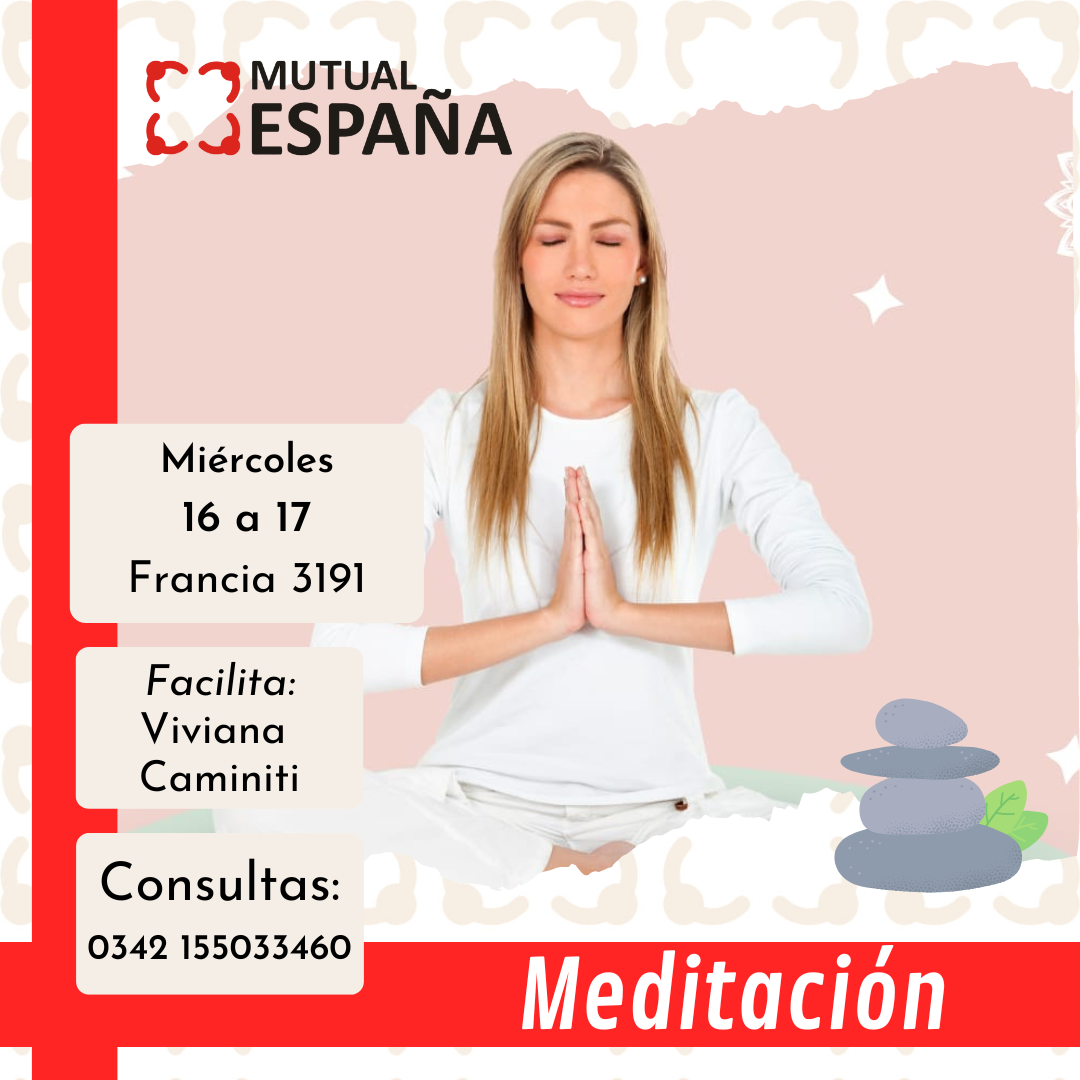 MUTUAL
ESPAÑA
Miércoles
16 a 17
Francia 3191
Facilita:
Viviana
Caminiti
Consultas:
0342 155033460
Meditación